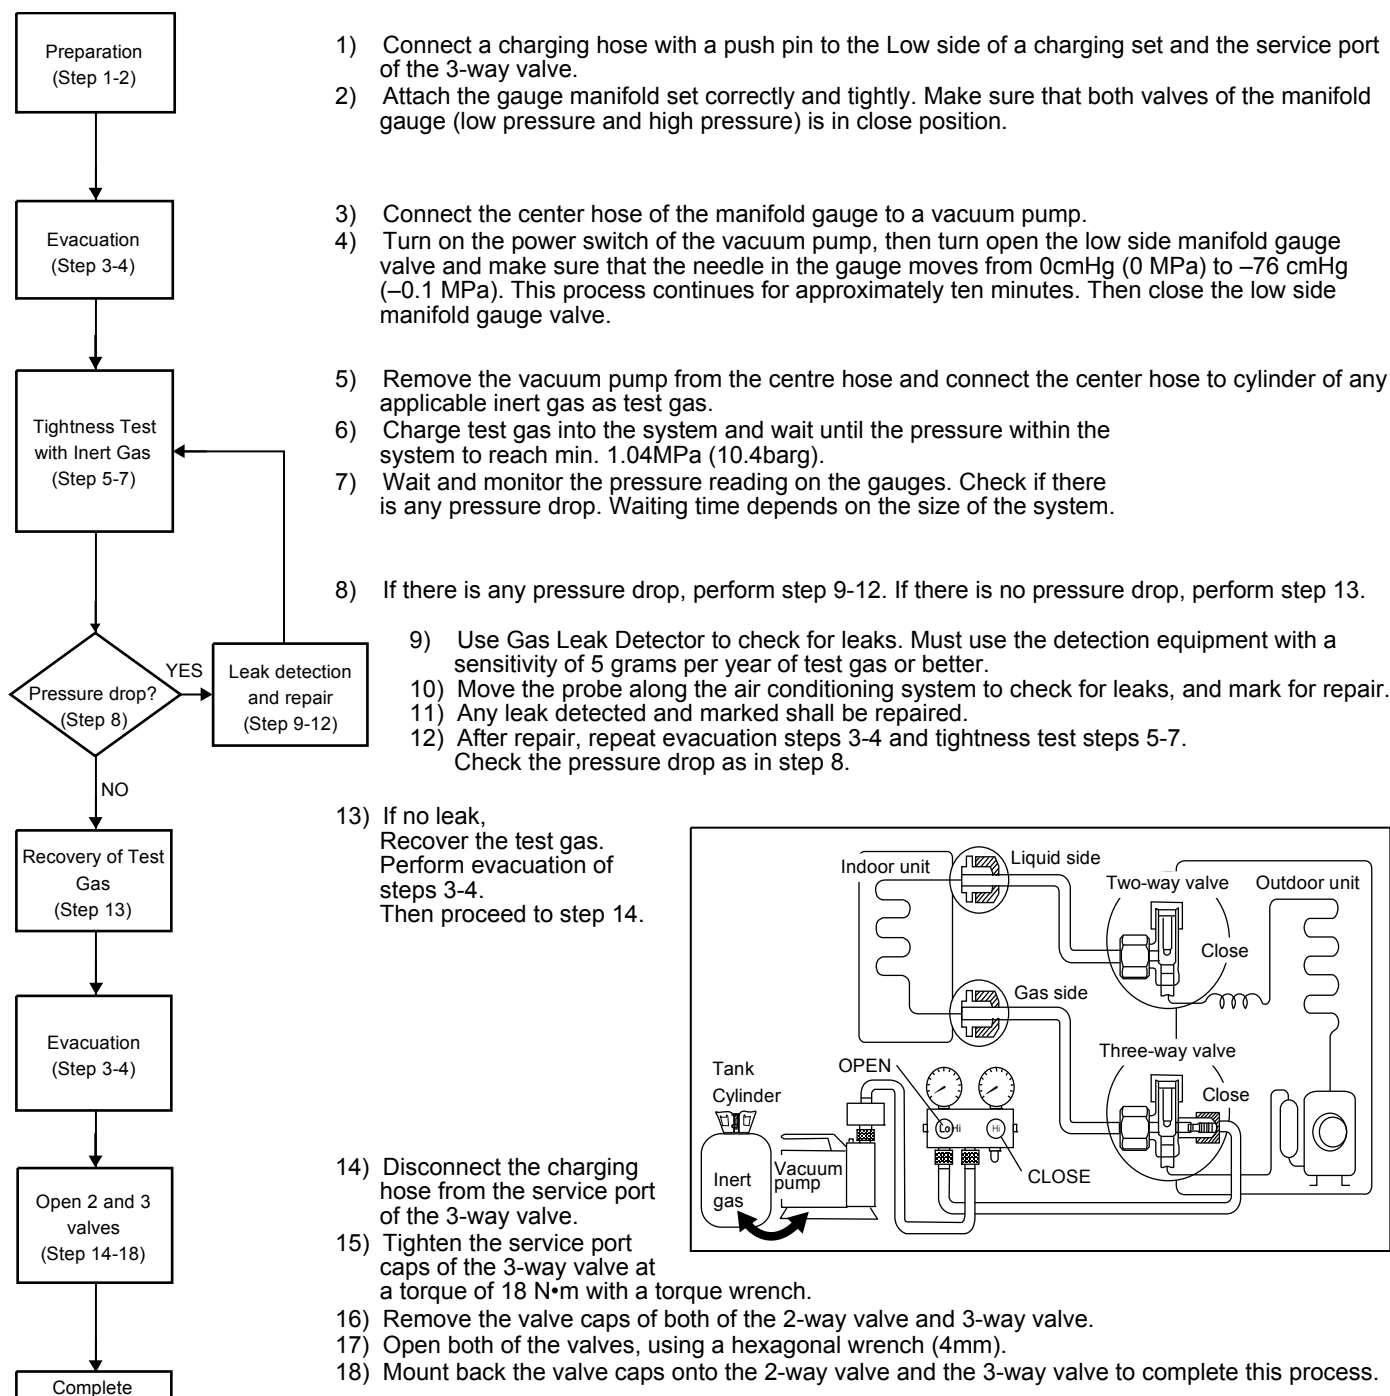 Preparation
(Step 1-2)
1) Connect a charging hose with a push pin to the Low side of a charging set and the service port
of the 3-way valve.
2) Attach the gauge manifold set correctly and tightly. Make sure that both valves of the manifold
gauge (low pressure and high pressure) is in close position.
Evacuation
(Step 3-4)
3) Connect the center hose of the manifold gauge to a vacuum pump.
4) Turn on the power switch of the vacuum pump, then turn open the low side manifold gauge
valve and make sure that the needle in the gauge moves from 0cmHg (0 MPa) to –76 cmHg
(–0.1 MPa). This process continues for approximately ten minutes. Then close the low side
manifold gauge valve.
Tightness Test
with Inert Gas
(Step 5-7)
5) Remove the vacuum pump from the centre hose and connect the center hose to cylinder of any
applicable inert gas as test gas.
6) Charge test gas into the system and wait until the pressure within the
system to reach min. 1.04MPa (10.4barg).
7) Wait and monitor the pressure reading on the gauges. Check if there
is any pressure drop. Waiting time depends on the size of the system.
Pressure drop?
(Step 8)
YES
NO
Leak detection
and repair
(Step 9-12)
8) If there is any pressure drop, perform step 9-12. If there is no pressure drop, perform step 13.
9) Use Gas Leak Detector to check for leaks. Must use the detection equipment with a
sensitivity of 5 grams per year of test gas or better.
10) Move the probe along the air conditioning system to check for leaks, and mark for repair.
11) Any leak detected and marked shall be repaired.
12) After repair, repeat evacuation steps 3-4 and tightness test steps 5-7.
Check the pressure drop as in step 8.
Recovery of Test
Gas
(Step 13)
13) If no leak,
Recover the test gas.
Perform evacuation of
steps 3-4.
Then proceed to step 14.
Indoor unit
Liquid side
Two-way valve
Outdoor unit
Close
Gas side
Three-way valve
Close
OPEN
Tank
Cylinder
Lo
Hi
Hi
CLOSE
Inert
gas
Vacuum
pump
Evacuation
(Step 3-4)
Open 2 and 3
valves
(Step 14-18)
14) Disconnect the charging
hose from the service port
of the 3-way valve.
15) Tighten the service port
caps of the 3-way valve at
a torque of 18 N•m with a torque wrench.
16) Remove the valve caps of both of the 2-way valve and 3-way valve.
17) Open both of the valves, using a hexagonal wrench (4mm).
18) Mount back the valve caps onto the 2-way valve and the 3-way valve to complete this process.
Complete